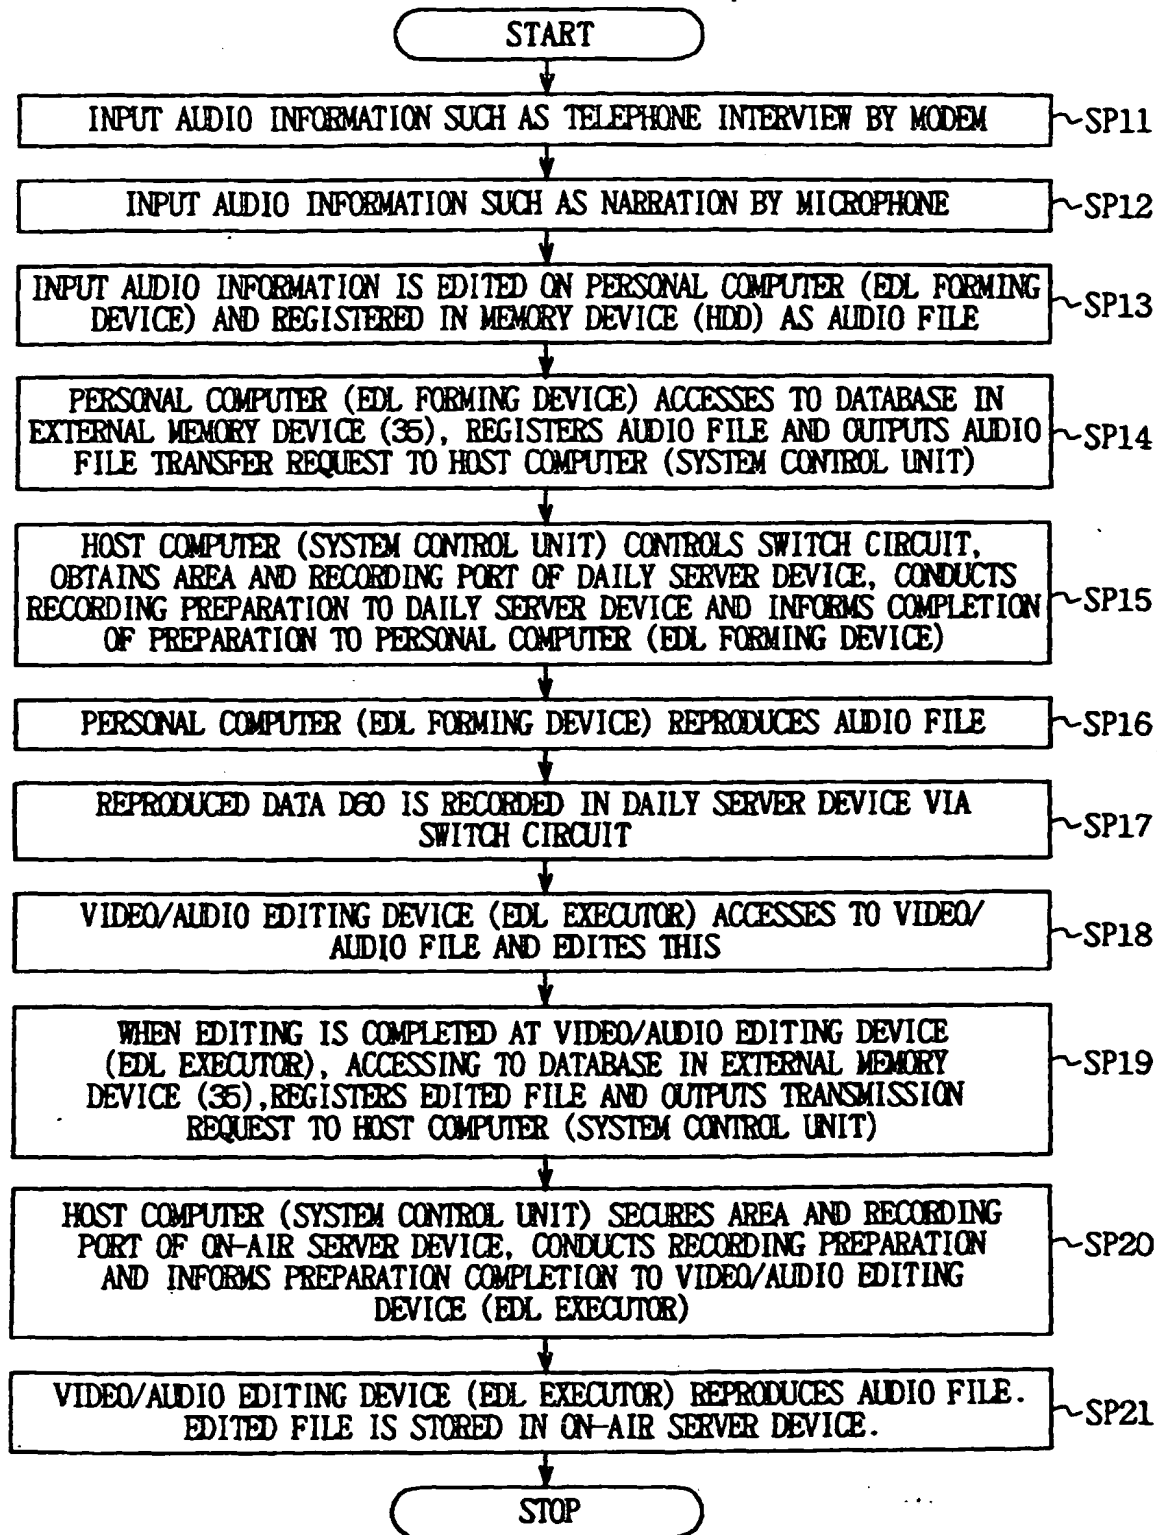 START
INPUT AUDIO INFORMATION SUCH AS TELEPHONE INTERVIEW BY MODEM
SP11
INPUT AUDIO INFORMATION SUCH AS NARRATION BY MICROPHONE
SP12
INPUT AUDIO INFORMATION IS EDITED ON PERSONAL COMPUTER (EDL FORMING
DEVICE) AND REGISTERED IN MEMORY DEVICE (HDD) AS AUDIO FILE
SP13
PERSONAL COMPUTER (EDL FORMING DEVICE) ACCESSES TO DATABASE IN
EXTERNAL MEMORY DEVICE (35), REGISTERS AUDIO FILE AND OUTPUTS AUDIO
FILE TRANSFER REQUEST TO HOST COMPUTER (SYSTEM CONTROL UNIT)
SP14
HOST COMPUTER (SYSTEM CONTROL UNIT) CONTROLS SWITCH CIRCUIT,
OBTAINS AREA AND RECORDING PORT OF DAILY SERVER DEVICE, CONDUCTS
RECORDING PREPARATION TO DAILY SERVER DEVICE AND INFORMS COMPLETION
OF PREPARATION TO PERSONAL COMPUTER (EDL FORMING DEVICE)
SP15
PERSONAL COMPUTER (EDL FORMING DEVICE) REPRODUCES AUDIO FILE
SP16
REPRODUCED DATA D60 IS RECORDED IN DAILY SERVER DEVICE VIA
SWITCH CIRCUIT
SP17
VIDEO/AUDIO EDITING DEVICE (EDL EXECUTOR) ACCESSES TO VIDEO/
AUDIO FILE AND EDITES THIS
SP18
WHEN EDITING IS COMPLETED AT VIDEO/AUDIO EDITING DEVICE
(EDL EXECUTOR), ACCESSING TO DATABASE IN EXTERNAL MEMORY
DEVICE (35),REGISTERS EDITED FILE AND OUTPUTS TRANSMISSION
REQUEST TO HOST COMPUTER (SYSTEM CONTROL UNIT)
SP19
HOST COMPUTER (SYSTEM CONTROL UNIT) SECURES AREA AND RECORDING
PORT OF ON-AIR SERVER DEVICE, CONDUCTS RECORDING PREPARATION
AND INFORMS PREPARATION COMPLETION TO VIDEO/AUDIO EDITING
DEVICE (EDL EXECUTOR)
SP20
VIDEO/AUDIO EDITING DEVICE (EDL EXECUTOR) REPRODUCES AUDIO FILE.
EDITED FILE IS STORED IN ON-AIR SERVER DEVICE.
SP21
STOP